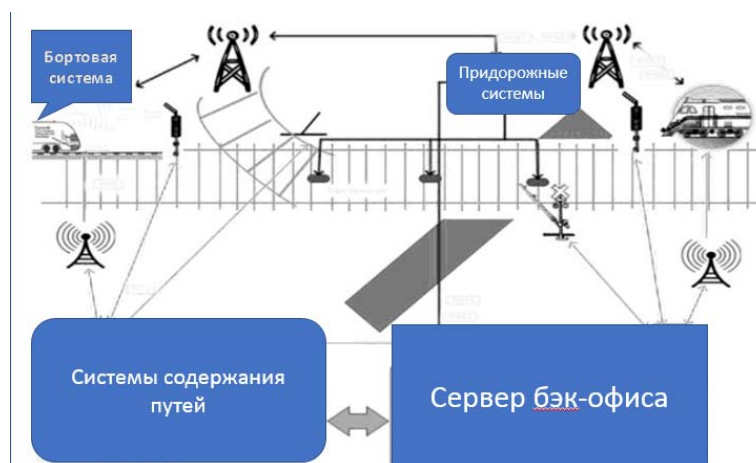 Бортовая
система
Придорожные
системы
Системы содержания
путей
Сервер бэк-офиса